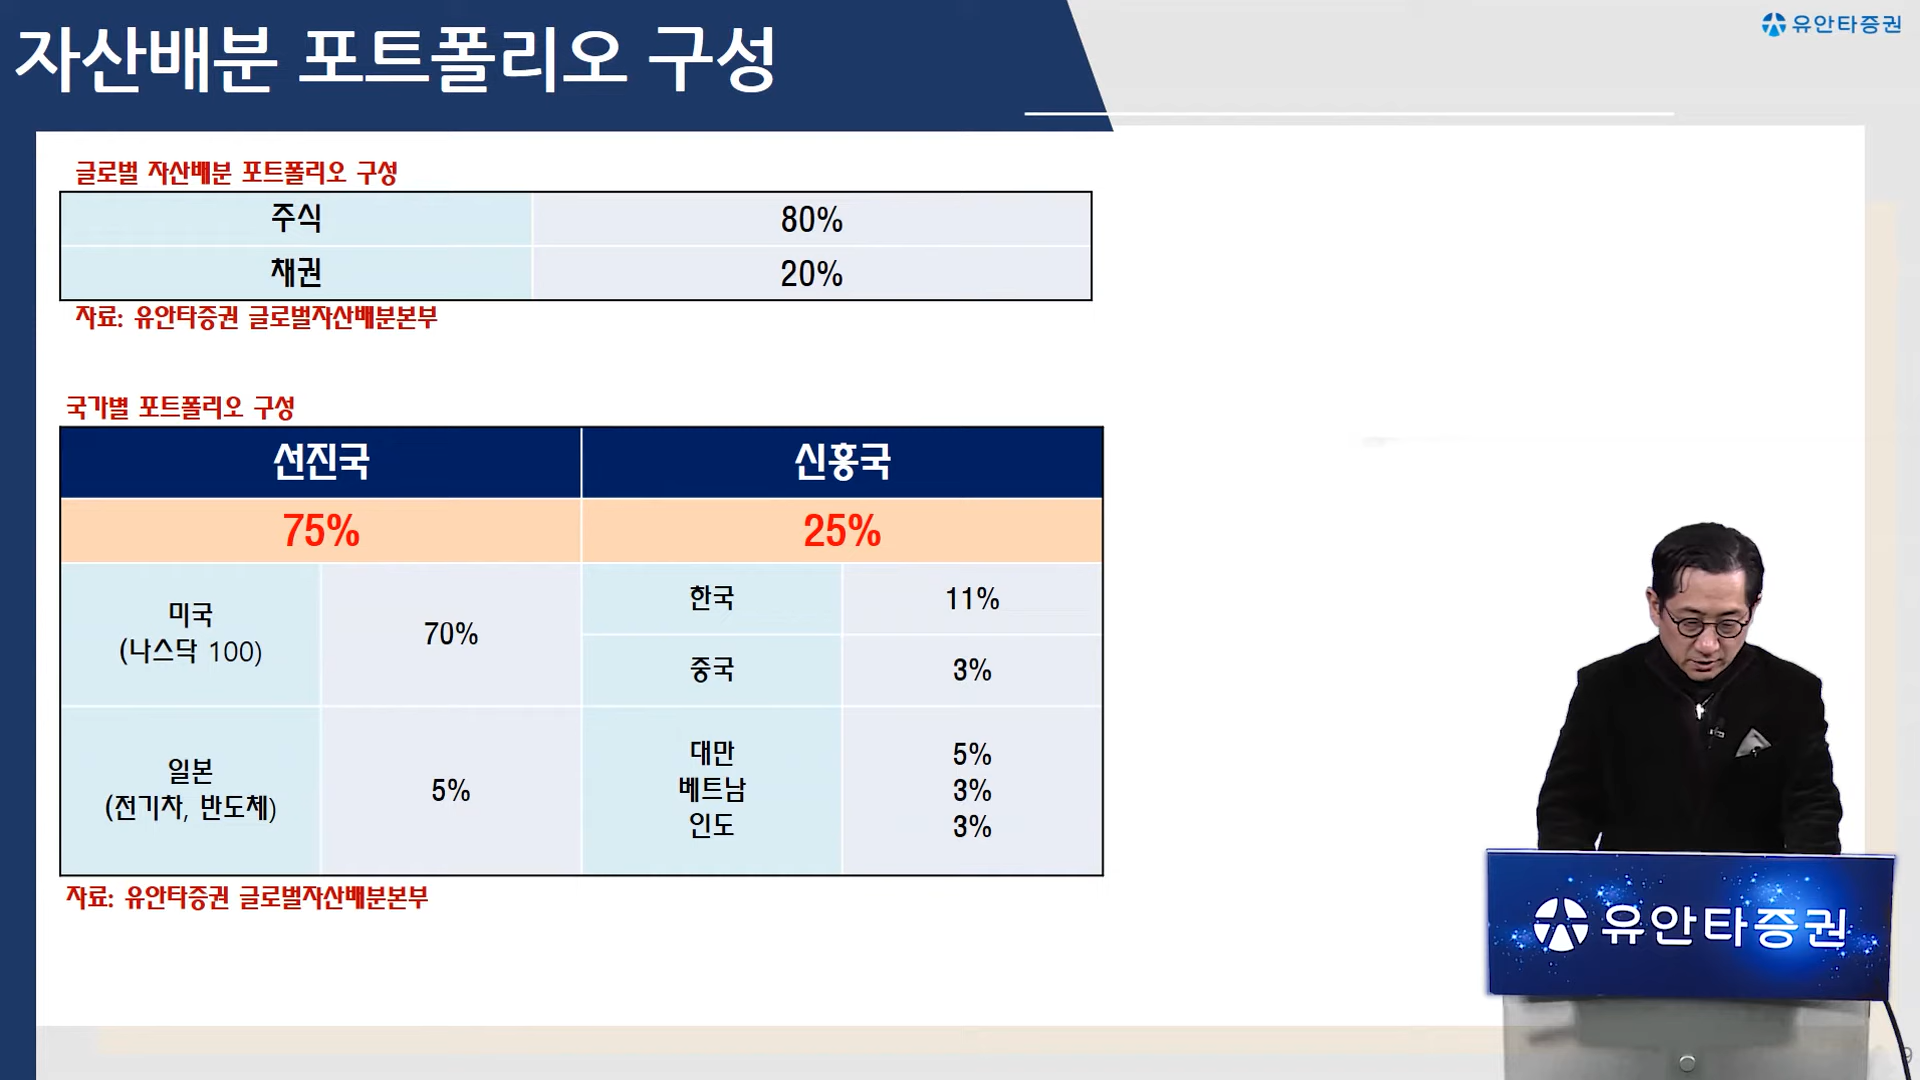 자산배분 포트폴리오 구성
유안타증권
글로벌 자산배분 포트폴리오 구성
주식 80%
채권 20%
자료: 유안타증권 글로벌자산배분본부
국가별 포트폴리오 구성
선진국 신흥국
75% 25%
미국
(나스닥 100)
70%
한국 11%
중국 3%
일본
(전기차, 반도체)
5%
대만 5%
베트남 3%
인도 3%
자료: 유안타증권 글로벌자산배분본부
유안타증권
9